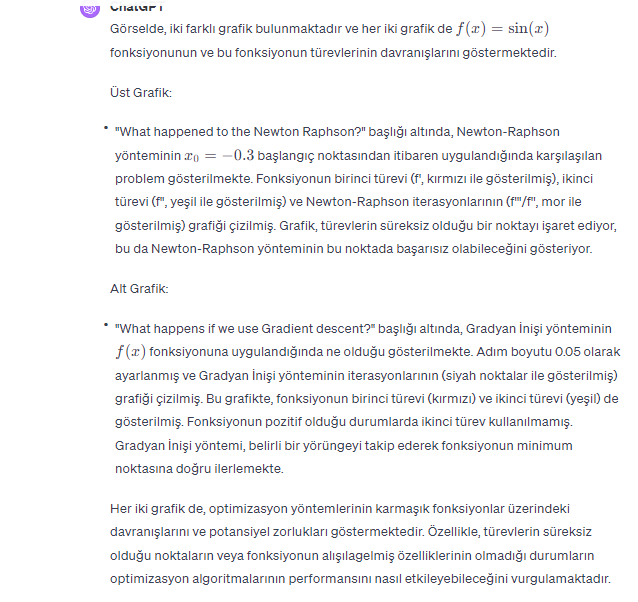 ChatGPT
Görselde, iki farklı grafik bulunmaktadır ve her iki grafik de f(x) = sin(x)
fonksiyonunun ve bu fonksiyonun türevlerinin davranışlarını göstermektedir.
Üst Grafik:
• "What happened to the Newton Raphson?" başlığı altında, Newton-Raphson
yönteminin x₀ = −0.3 başlangıç noktasından itibaren uygulandığında karşılaşılan
problem gösterilmekte. Fonksiyonun birinci türevi (f', kırmızı ile gösterilmiş), ikinci
türevi (f'', yeşil ile gösterilmiş) ve Newton-Raphson iterasyonlarının (f'''/f'', mor ile
gösterilmiş) grafiği çizilmiş. Grafik, türevlerin süreksiz olduğu bir noktayı işaret ediyor,
bu da Newton-Raphson yönteminin bu noktada başarısız olabileceğini gösteriyor.
Alt Grafik:
• "What happens if we use Gradient descent?" başlığı altında, Gradyan İnişi yönteminin
f(x) fonksiyonuna uygulandığında ne olduğu gösterilmekte. Adım boyutu 0.05 olarak
ayarlanmış ve Gradyan İnişi yönteminin iterasyonlarının (siyah noktalar ile gösterilmiş)
grafiği çizilmiş. Bu grafikte, fonksiyonun birinci türevi (kırmızı) ve ikinci türevi (yeşil) de
gösterilmiş. Fonksiyonun pozitif olduğu durumlarda ikinci türev kullanılmamış.
Gradyan İnişi yöntemi, belirli bir yörüngeyi takip ederek fonksiyonun minimum
noktasına doğru ilerlemekte.
Her iki grafik de, optimizasyon yöntemlerinin karmaşık fonksiyonlar üzerindeki
davranışlarını ve potansiyel zorlukları göstermektedir. Özellikle, türevlerin süreksiz
olduğu noktaların veya fonksiyonun alışılagelmiş özelliklerinin olmadığı durumların
optimizasyon algoritmalarının performansını nasıl etkileyebileceğini vurgulamaktadır.